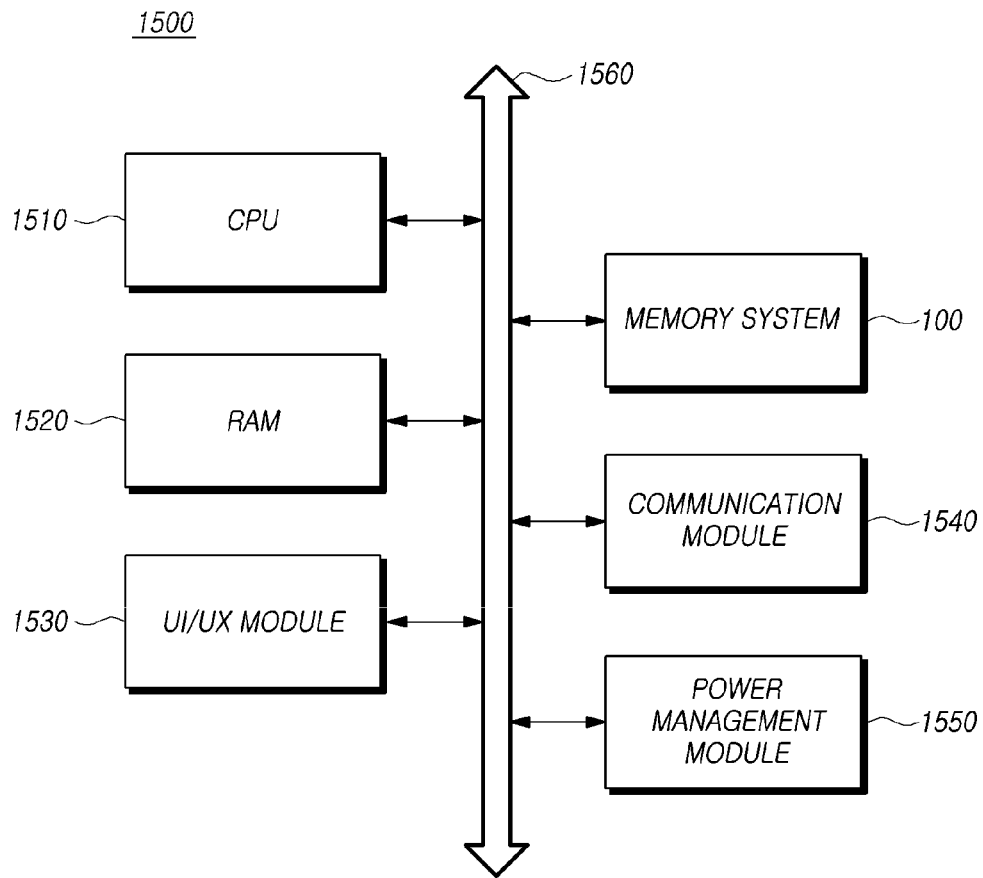 1500
1560
1510
CPU
MEMORY SYSTEM
100
1520
RAM
COMMUNICATION
MODULE
1540
1530
UI/UX MODULE
POWER
MANAGEMENT
MODULE
1550